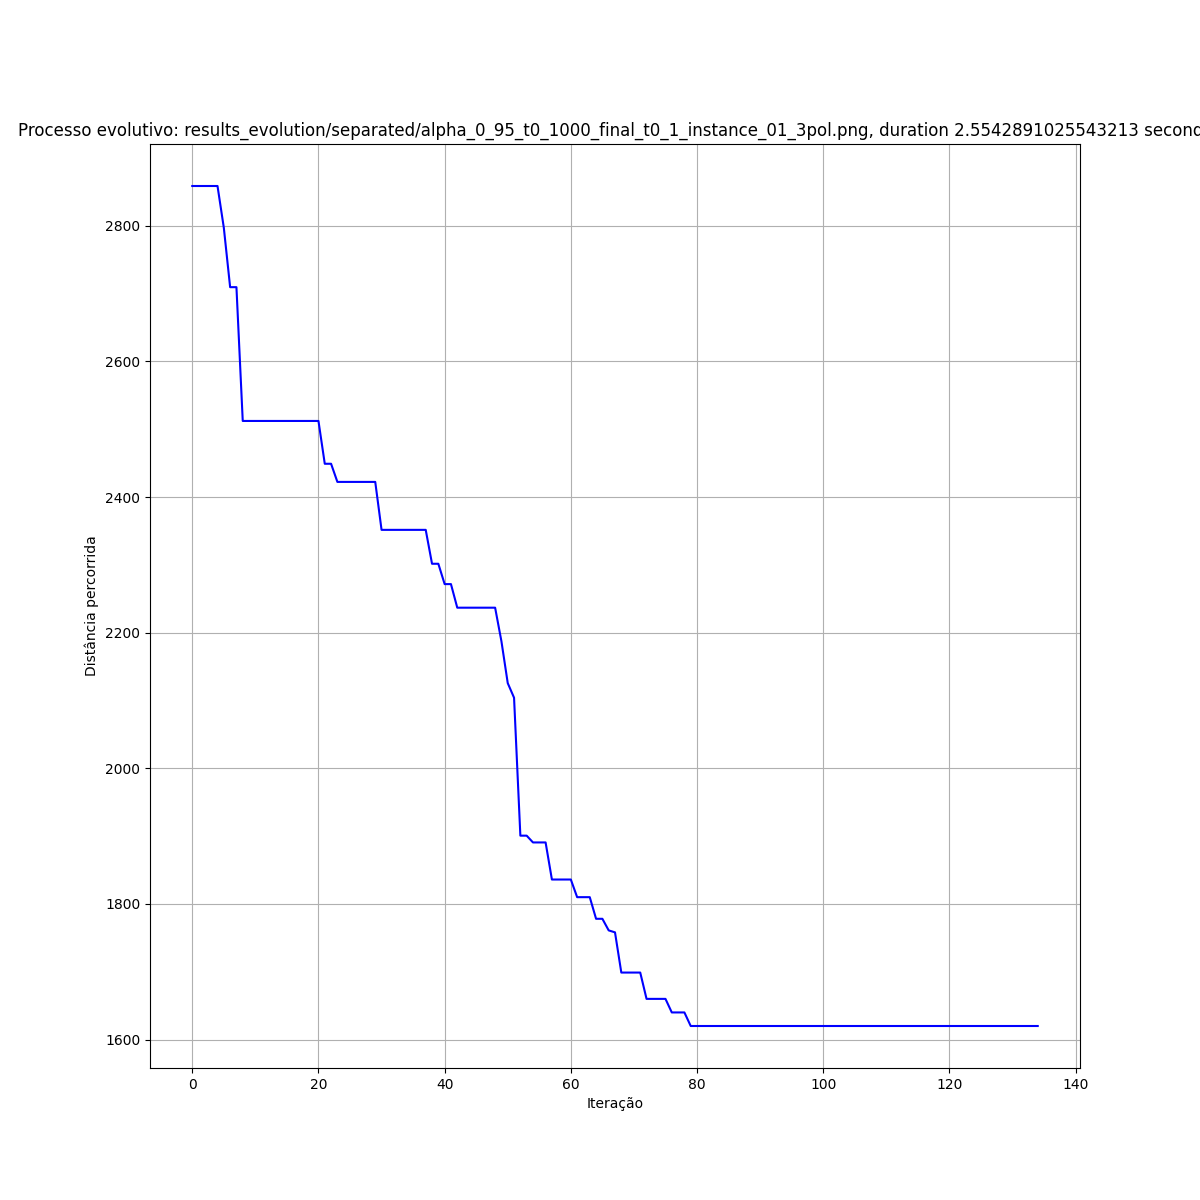 Processo evolutivo: results_evolution/separated/alpha_0_95_t0_1000_final_t0_1_instance_01_3pol.png, duration 2.5542891025543213 second
2800
2600
2400
2200
2000
1800
1600
Distância percorrida
0 20 40 60 80 100 120 140
Iteração